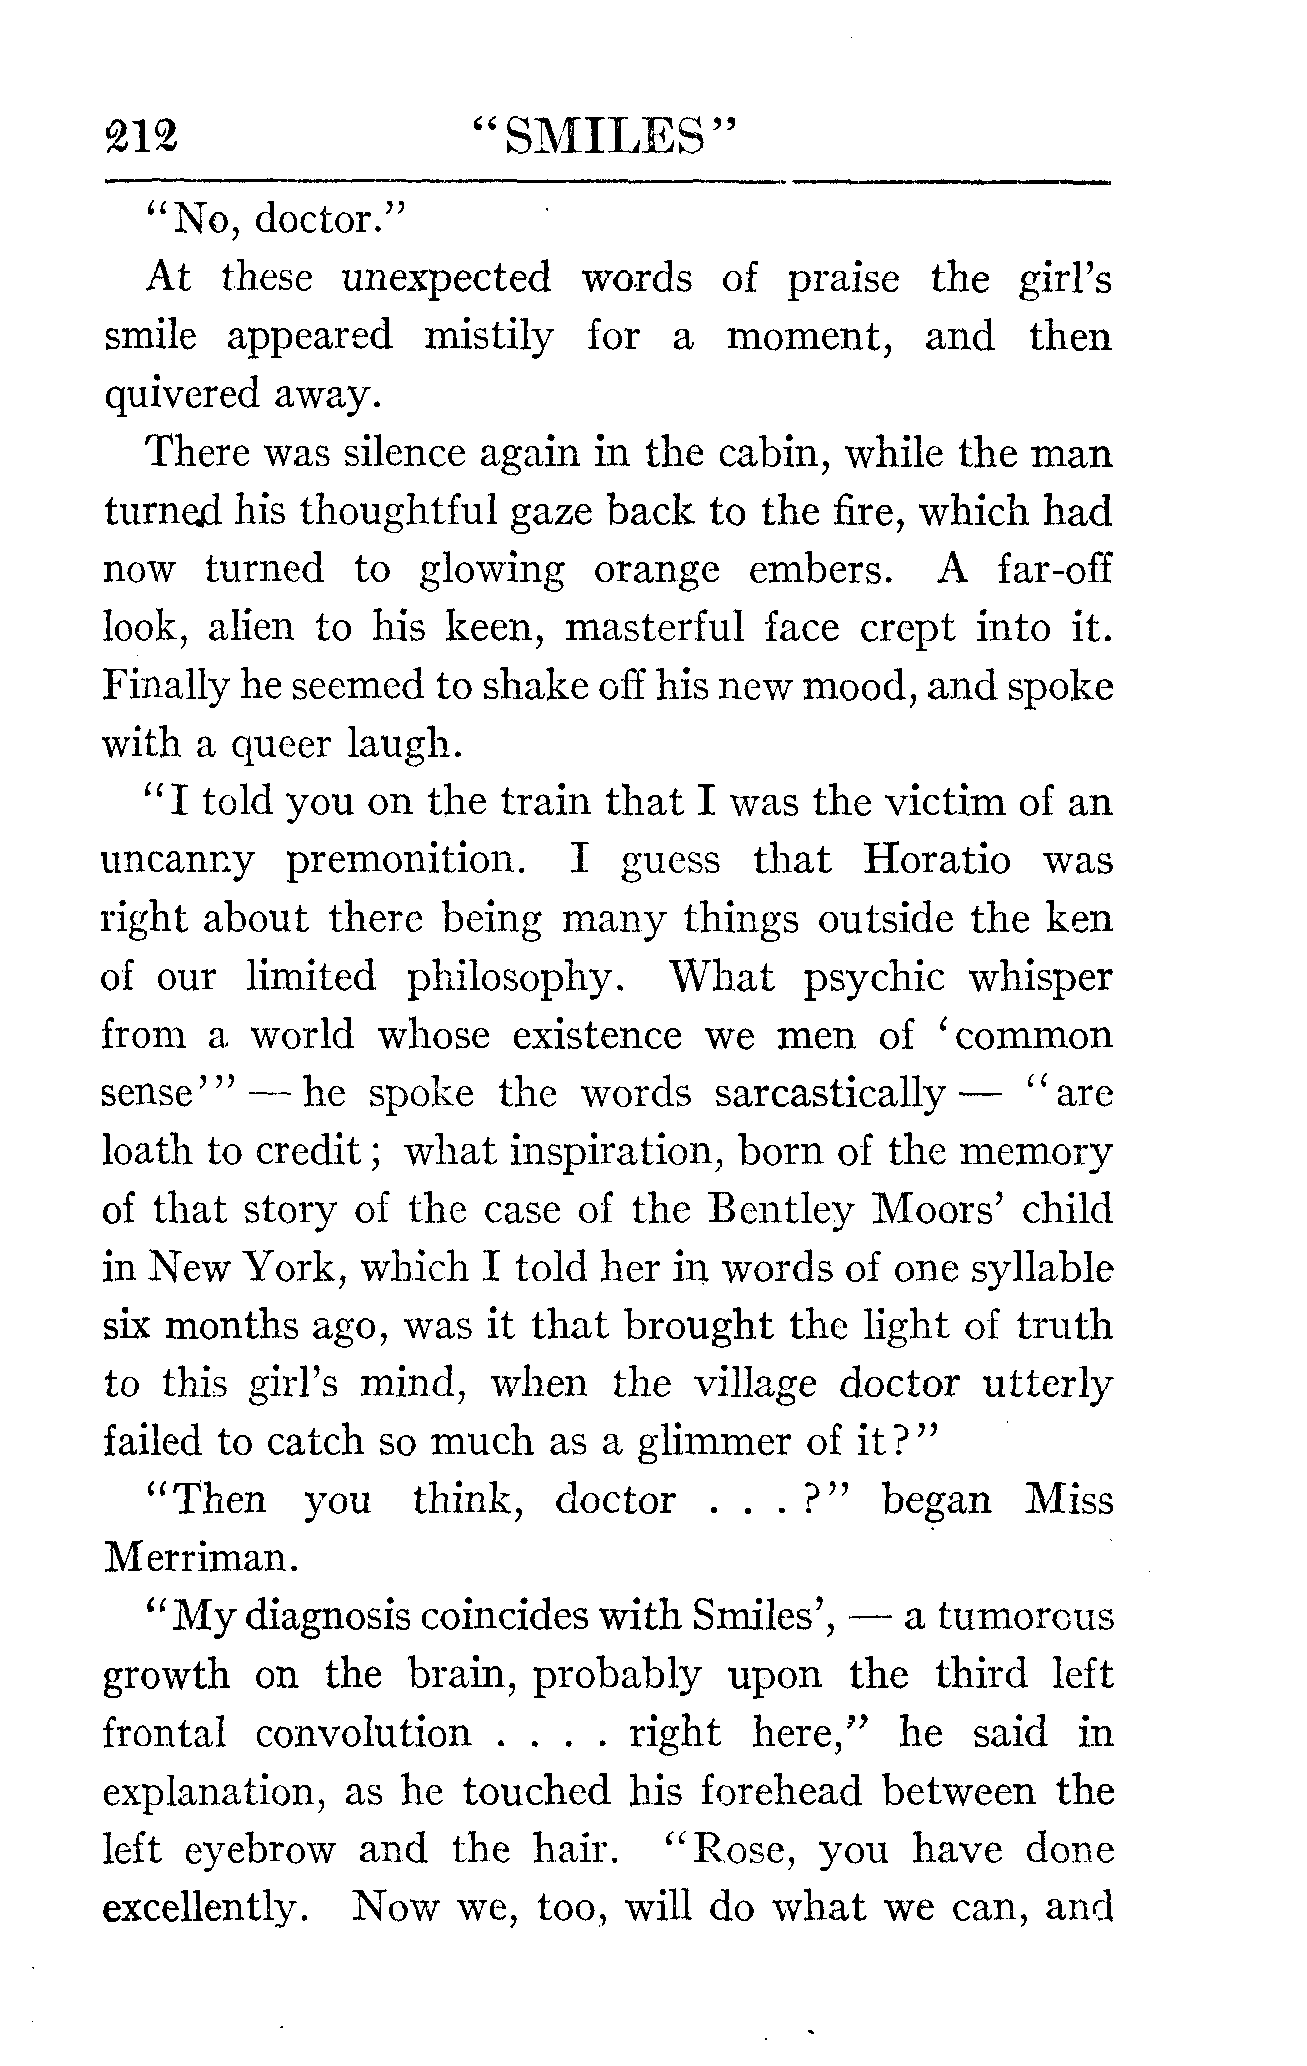 212 "SMILES"
"No, doctor."
At these unexpected words of praise the girl's
smile appeared mistily for a moment, and then
quivered away.
There was silence again in the cabin, while the man
turned his thoughtful gaze back to the fire, which had
now turned to glowing orange embers. A far-off
look, alien to his keen, masterful face crept into it.
Finally he seemed to shake off his new mood, and spoke
with a queer laugh.
"I told you on the train that I was the victim of an
uncanny premonition. I guess that Horatio was
right about there being many things outside the ken
of our limited philosophy. What psychic whisper
from a world whose existence we men of 'common
sense'" — he spoke the words sarcastically — "are
loath to credit; what inspiration, born of the memory
of that story of the case of the Bentley Moors' child
in New York, which I told her in words of one syllable
six months ago, was it that brought the light of truth
to this girl's mind, when the village doctor utterly
failed to catch so much as a glimmer of it?"
"Then you think, doctor . . . ?" began Miss
Merriman.
"My diagnosis coincides with Smiles', — a tumorous
growth on the brain, probably upon the third left
frontal convolution . . . . right here," he said in
explanation, as he touched his forehead between the
left eyebrow and the hair. "Rose, you have done
excellently. Now we, too, will do what we can, and